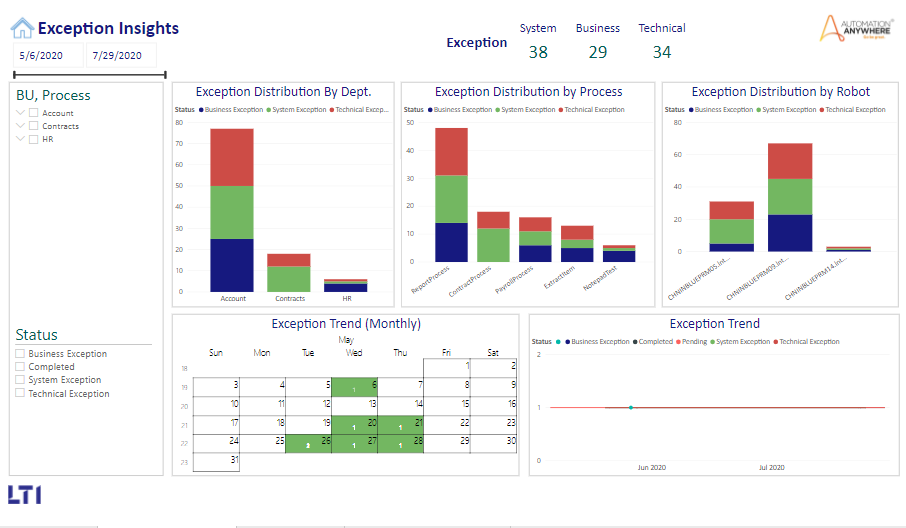 Exception Insights
5/6/2020 7/29/2020
Exception
System Business Technical
38 29 34
AUTOMATION
ANYWHERE
BU, Process
Account
Contracts
HR
Status
Business Exception
Completed
System Exception
Technical Exception
Exception Distribution By Dept.
Status Business Exception System Exception Technical Excep...
80
70
60
50
40
30
20
10
0
Account Contracts HR
Exception Distribution by Process
Status Business Exception System Exception Technical Exception
50
40
30
20
10
0
ReportProcess ContractProcess PayrollProcess ExtractItem NotepadTest
Exception Distribution by Robot
Status Business Exception System Exception Technical Exception
80
60
40
20
0
CHNINBLUEPRM05.Int... CHNINBLUEPRM09.Int... CHNINBLUEPRM14.Int...
Exception Trend (Monthly)
May
Sun Mon Tue Wed Thu Fri Sat
18 1 2
19 3 4 5 1 6 7 8 9
20 10 11 12 13 14 15 16
21 17 18 19 1 20 1 21 22 23
22 24 25 2 26 1 27 1 28 29 30
23 31
Exception Trend
Status Business Exception Completed Pending System Exception Technical Exception
2
1
0
Jun 2020 Jul 2020
LTI